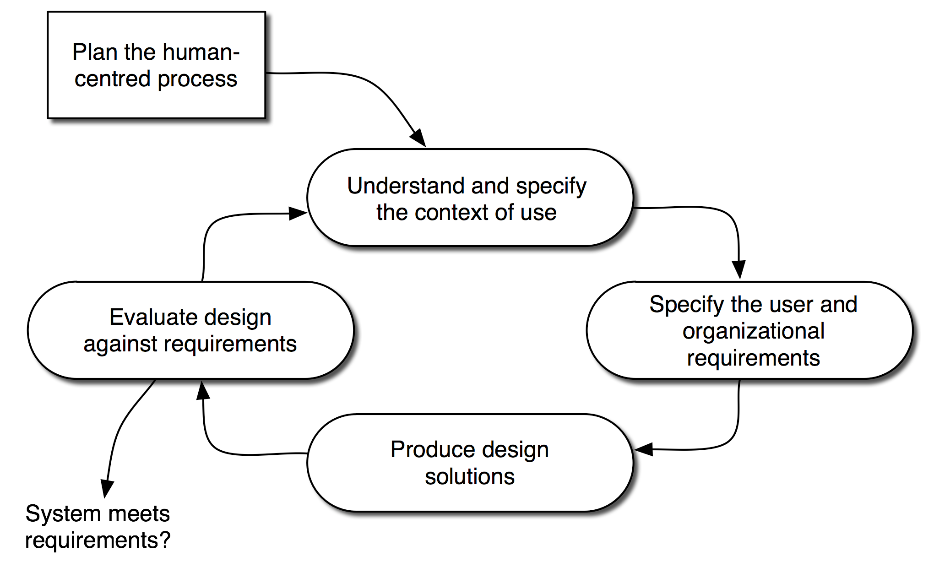 Plan the human-
centred process
Understand and specify
the context of use
Specify the user and
organizational
requirements
Produce design
solutions
Evaluate design
against requirements
System meets
requirements?